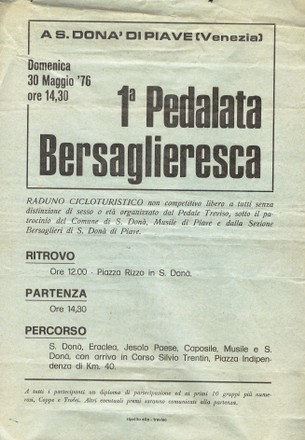 A S. DONA' DI PIAVE (Venezia)
Domenica
30 Maggio '76
ore 14,30
1ª Pedalata
Bersaglieresca
RADUNO CICLOTURISTICO non competitivo libero a tutti senza
distinzione di sesso o età organizzato dal Pedale Treviso, sotto il pa-
trocinio del Comune di S. Donà, Musile di Piave e dalla Sezione
Bersaglieri di S. Donà di Piave.
RITROVO
Ore 12.00 - Piazza Rizzo in S. Donà.
PARTENZA
Ore 14,30
PERCORSO
S. Donà, Eraclea, Jesolo Paese, Caposile, Musile e S.
Donà, con arrivo in Corso Silvio Trentin, Piazza Indipen-
denza di Km. 40.
A tutti i partecipanti un diploma di partecipazione ed ai primi 10 gruppi più nume-
rosi, Coppe e Trofei. Altri eventuali premi saranno comunicati alla partenza.